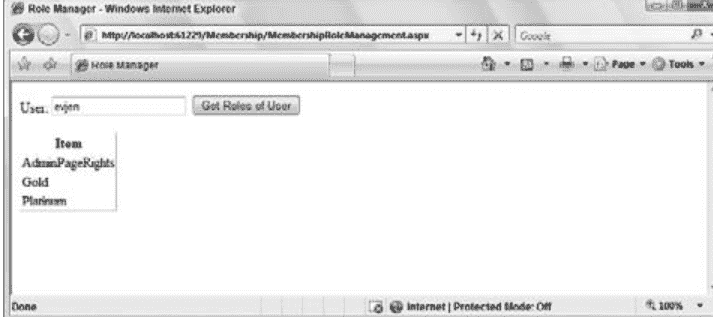 Role Manager - Windows Internet Explorer
http://localhost:61229/Membership/MembershipRoleManagement.aspx
Google
Role Manager
Page
Tools
User: evjen
Get Roles of User
Item
AdminPageRights
Gold
Platinum
Done
Internet | Protected Mode: Off
100%